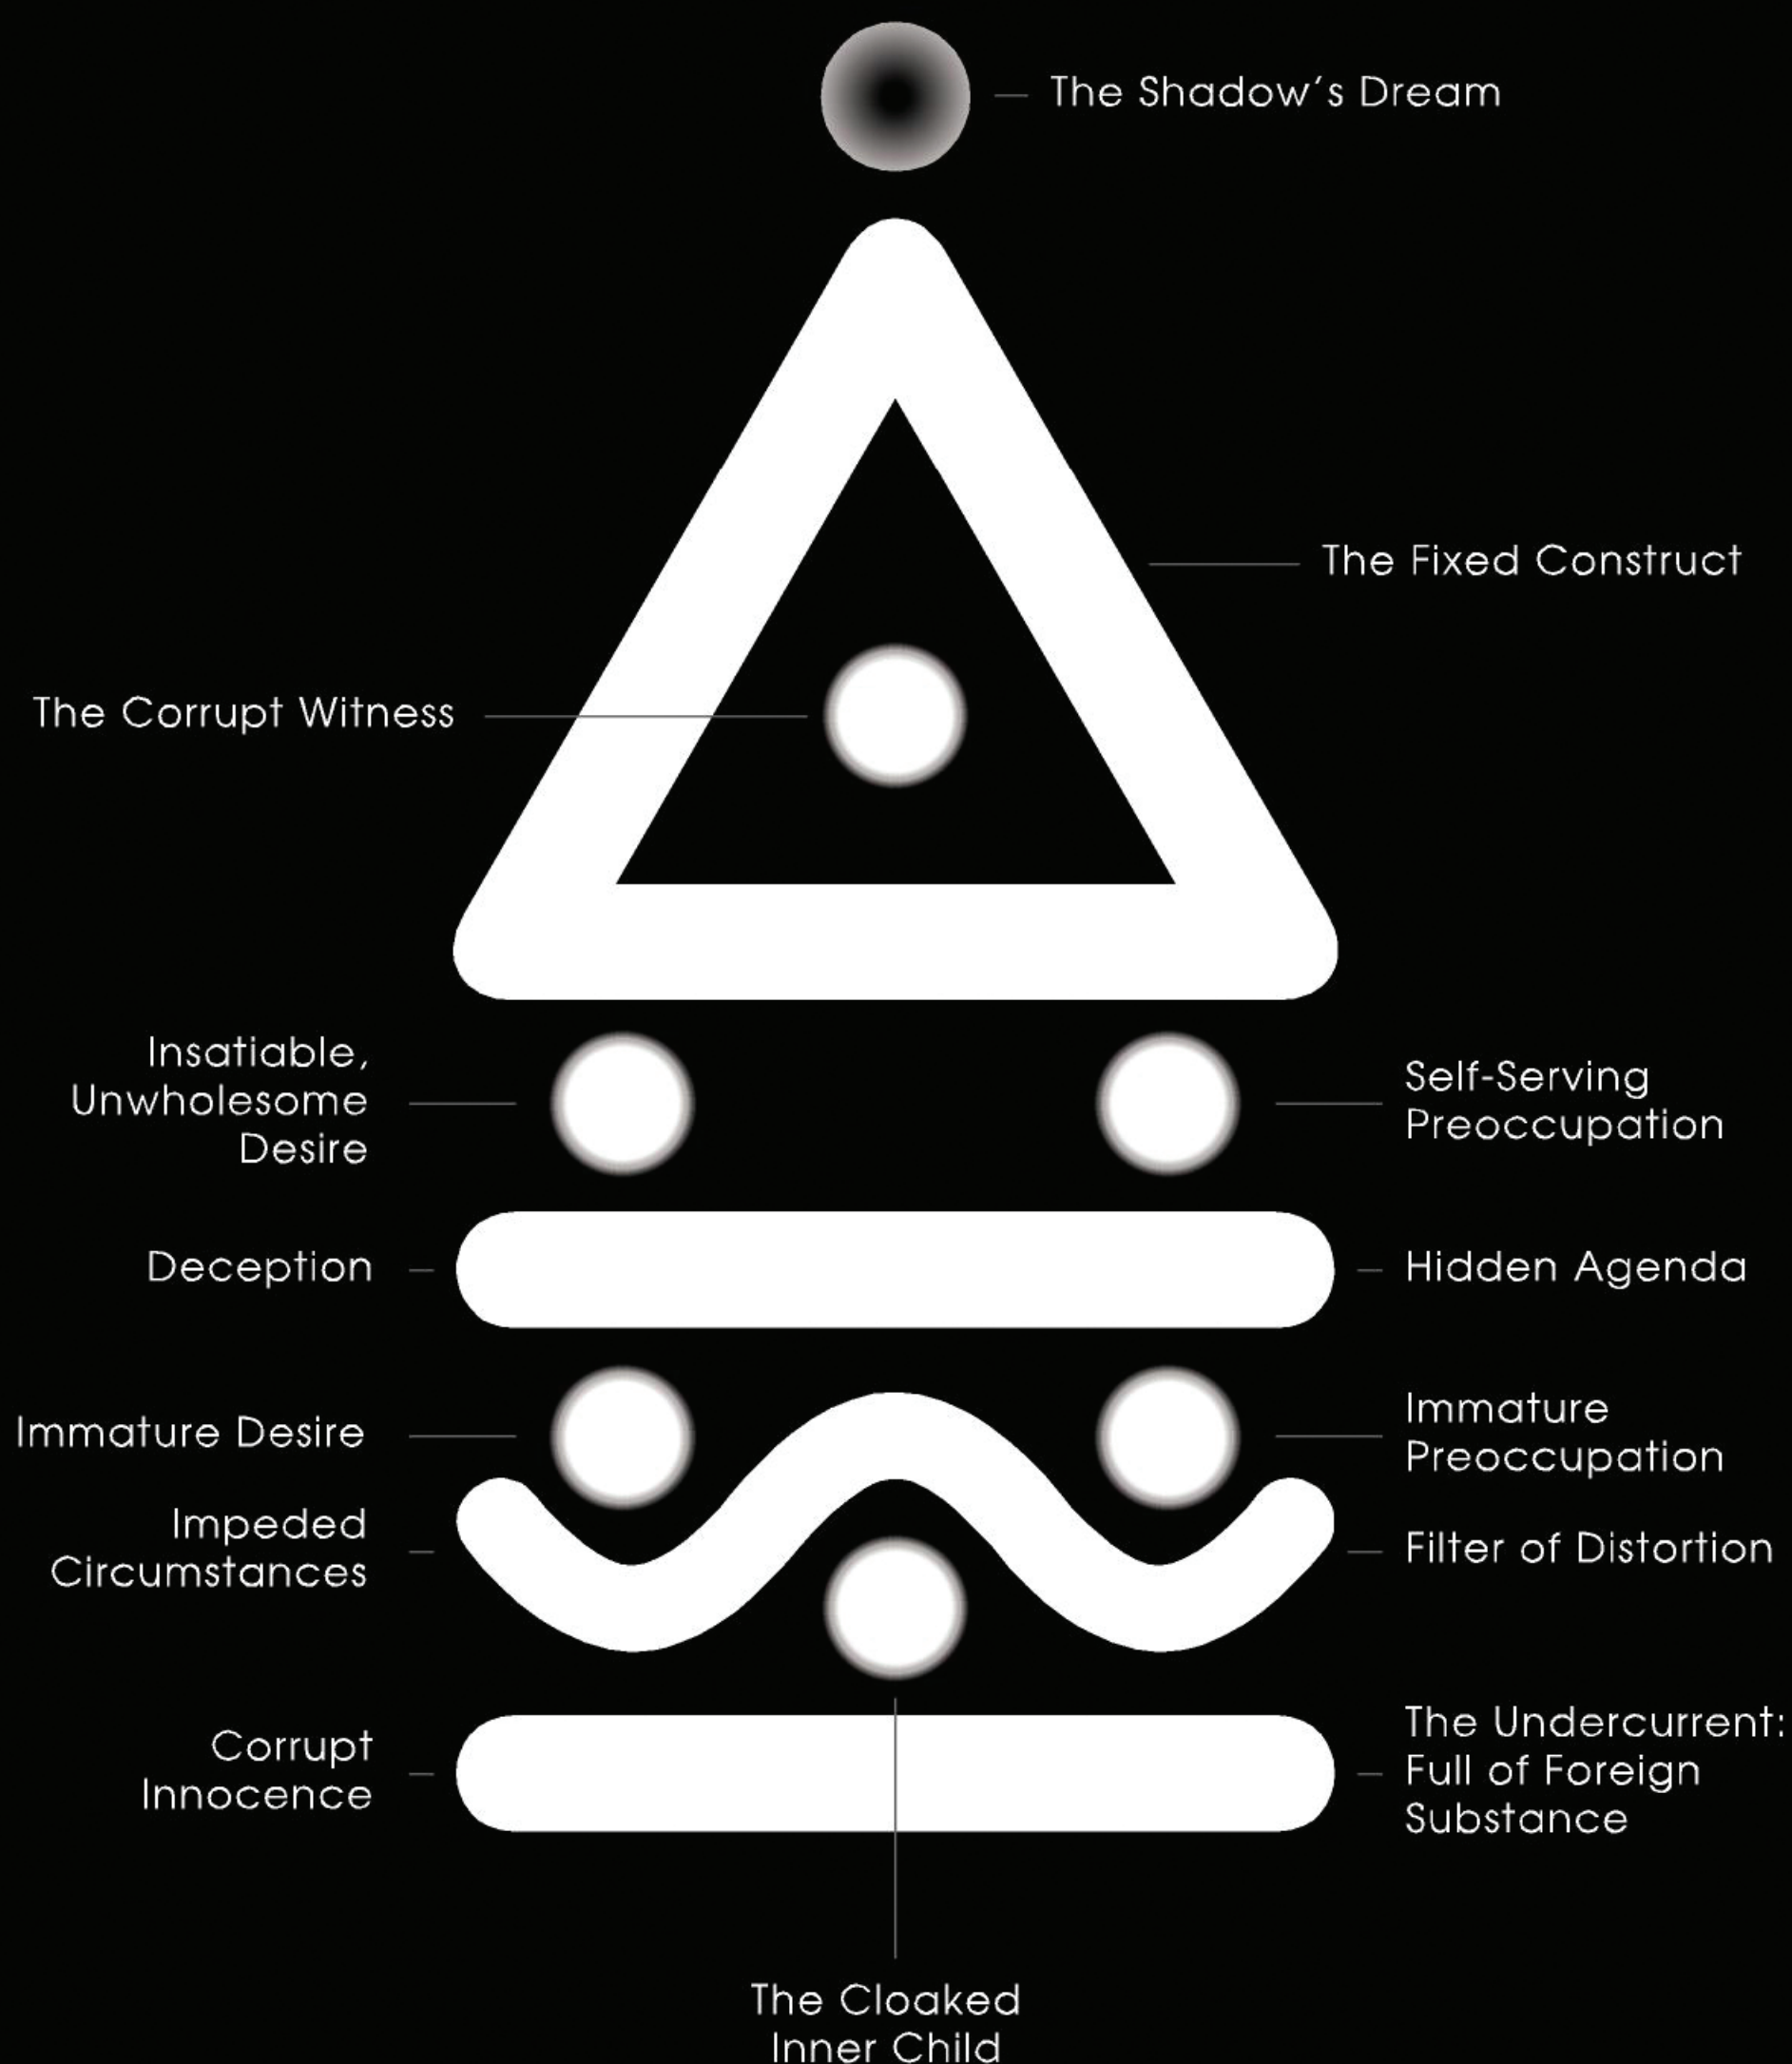 The Shadow's Dream
The Fixed Construct
The Corrupt Witness
Insatiable,
Unwholesome
Desire
Self-Serving
Preoccupation
Deception
Hidden Agenda
Immature Desire
Immature
Preoccupation
Impeded
Circumstances
Filter of Distortion
Corrupt
Innocence
The Undercurrent:
Full of Foreign
Substance
The Cloaked
Inner Child